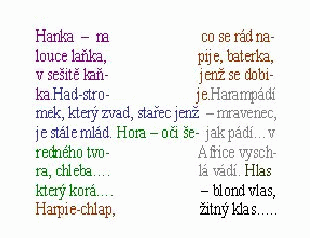 Hanka – na co se rád na-
louce laňka, pije, baterka,
v sešitě kaň- jenž se dobi-
ka.Had-stro- je.Harampádí
mek, který zvad, stařec jenž – mravenec,
je stále mlád. Hora – oči še- jak pádí...v
redného tvo- Africe vysch-
ra, chleba.... lá vádí. Hlas
který korá.... – blond vlas,
Harpie-chlap, žitný klas.....